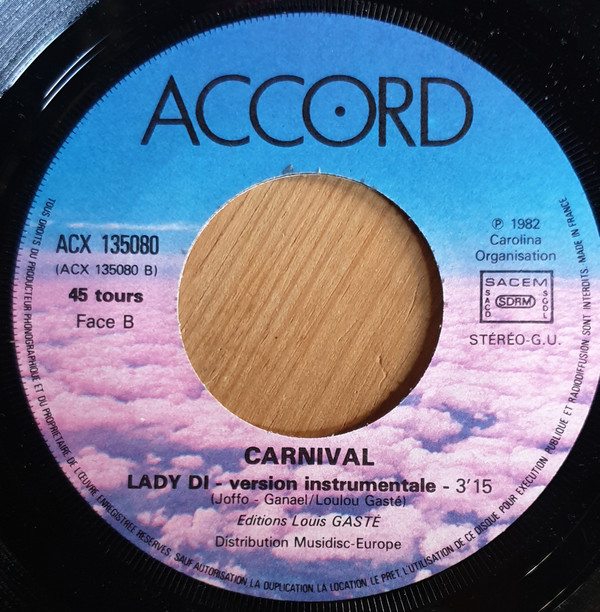 ACCORD
ACX 135080
(ACX 135080 B)
45 tours
Face B
℗ 1982
Carolina
Organisation
SACEM
SACD
SDRM
SGDL
STÉRÉO-G.U.
CARNIVAL
LADY DI - version instrumentale - 3'15
(Joffo - Ganael/Loulou Gasté)
Editions Louis GASTÉ
Distribution Musidisc-Europe
TOUS DROITS DU PRODUCTEUR PHONOGRAPHIQUE ET DU PROPRIETAIRE DE L'ŒUVRE ENREGISTREE RESERVES SAUF AUTORISATION LA DUPLICATION LA LOCATION LE PRET L'UTILISATION DE CE DISQUE POUR EXECUTION PUBLIQUE ET RADIODIFFUSION SONT INTERDITS. MADE IN FRANCE